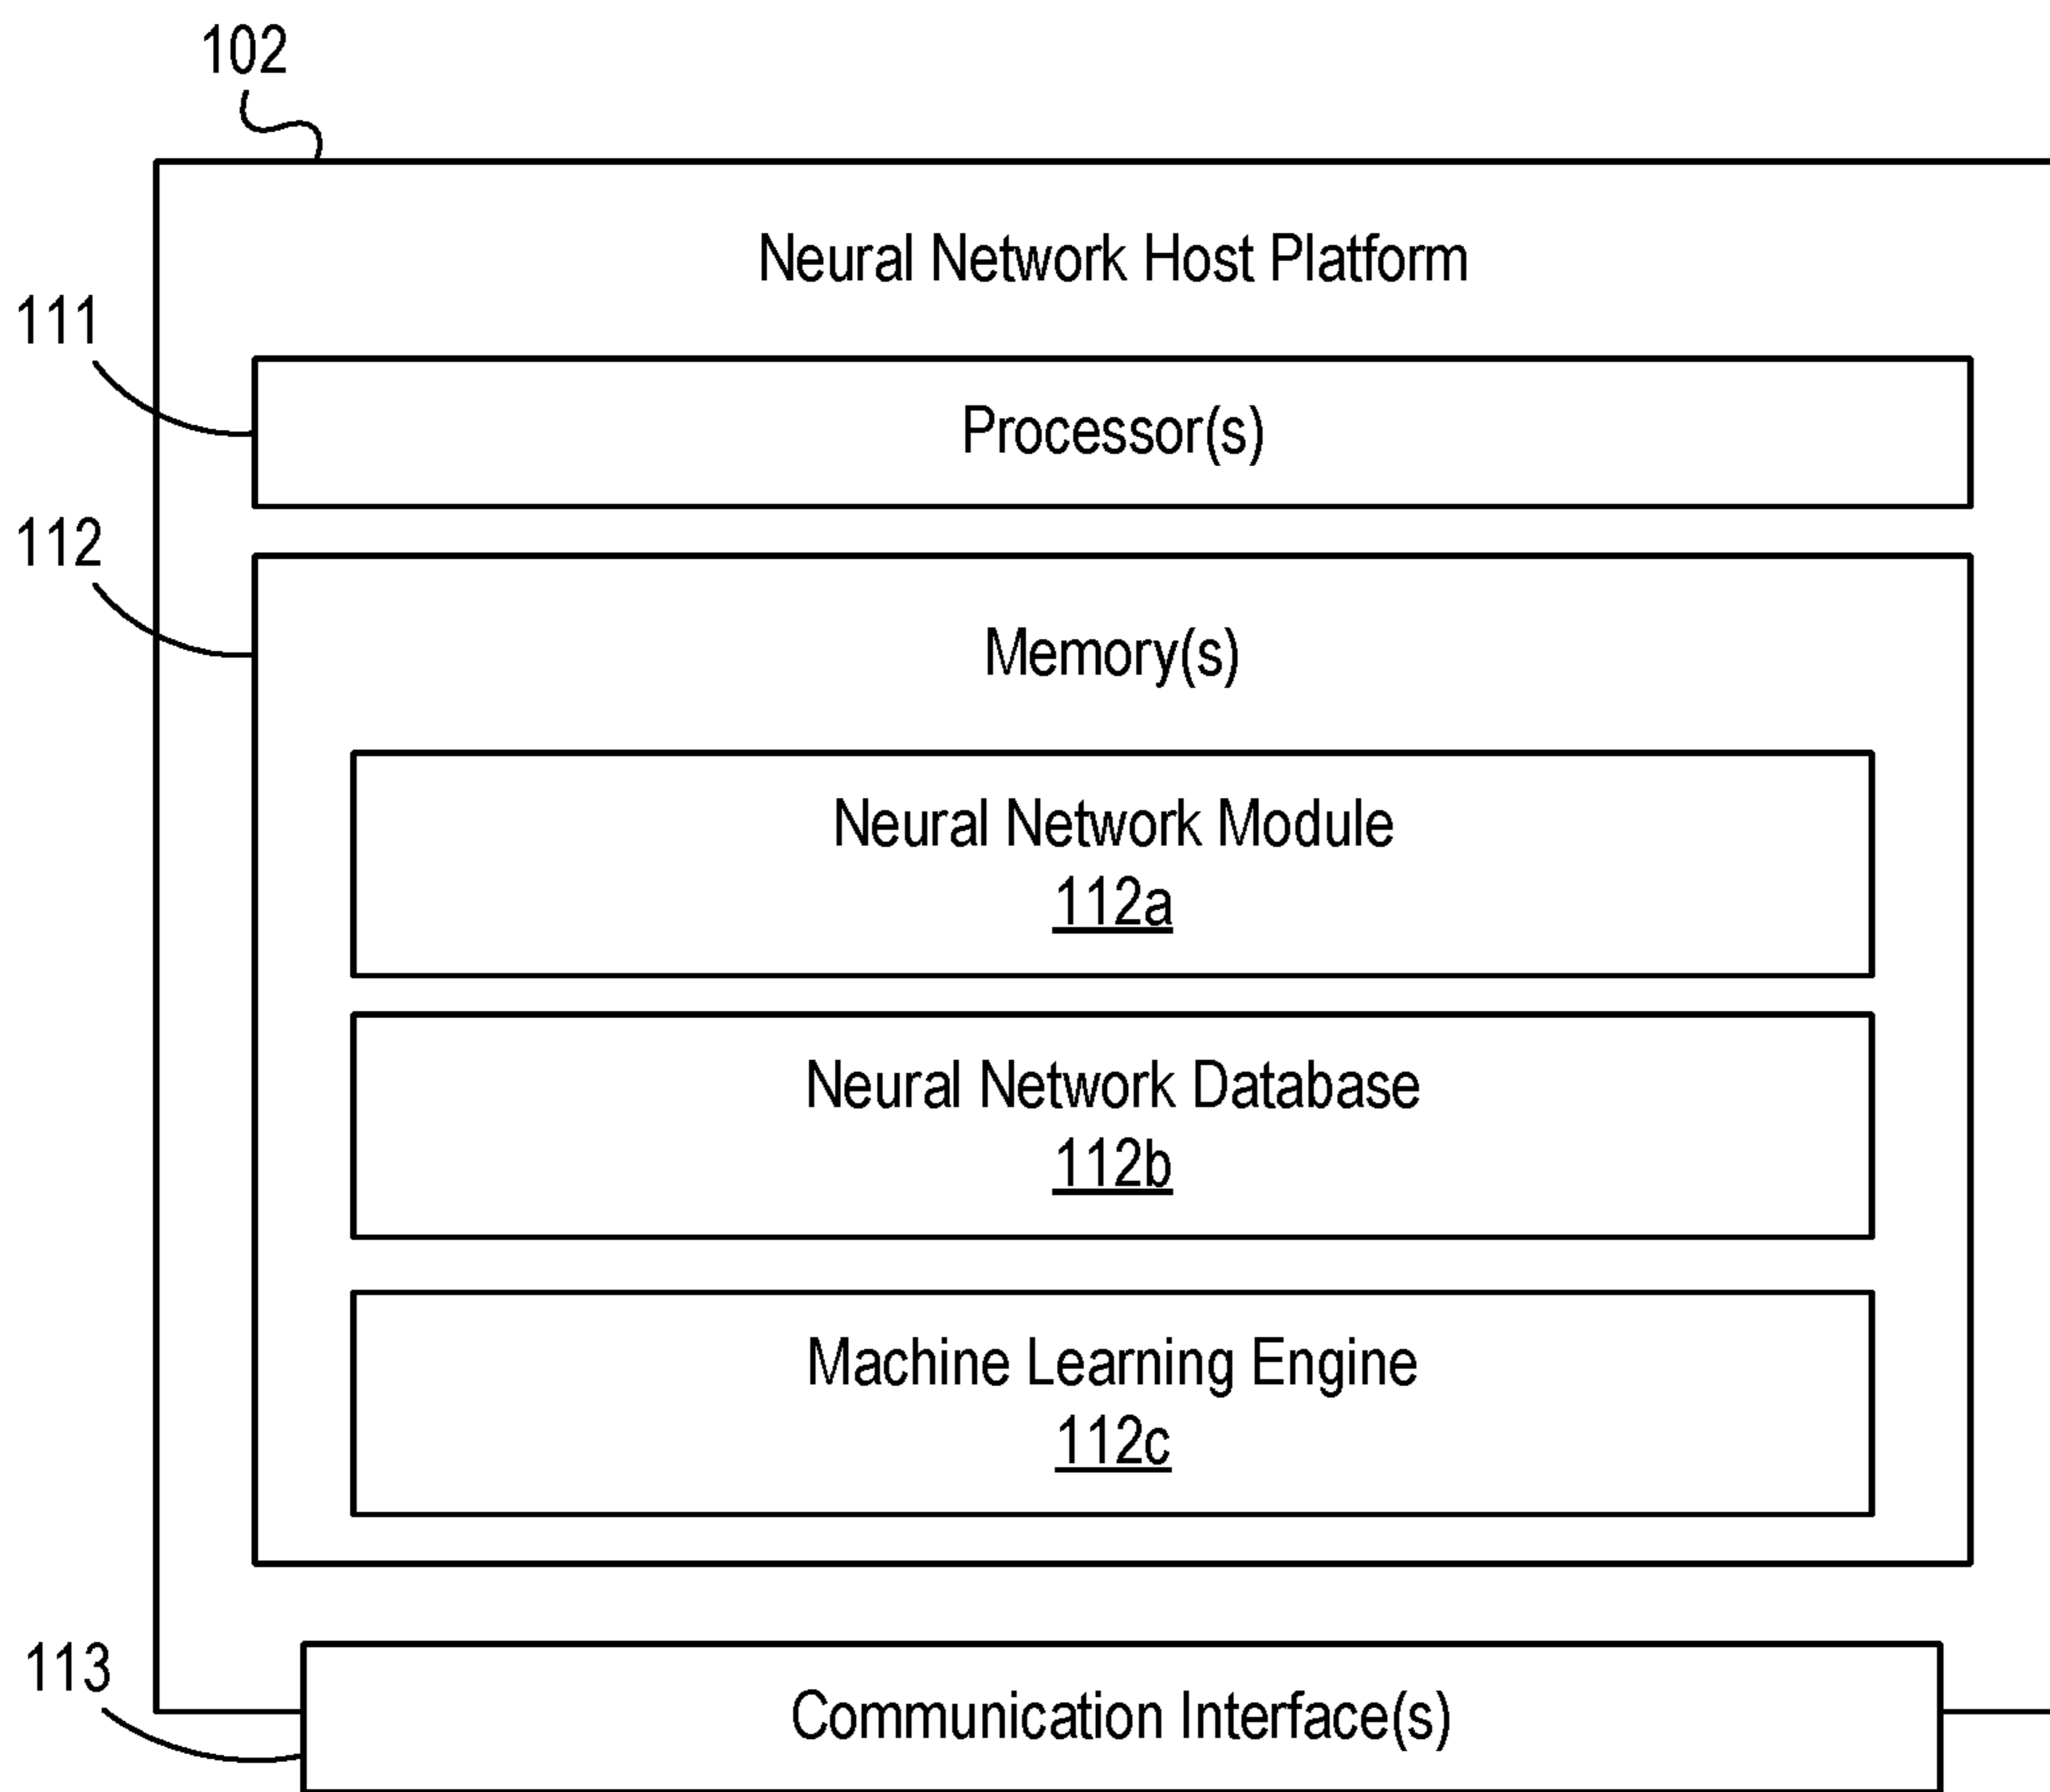 102
Neural Network Host Platform
111
Processor(s)
112
Memory(s)
Neural Network Module
112a
Neural Network Database
112b
Machine Learning Engine
112c
113
Communication Interface(s)